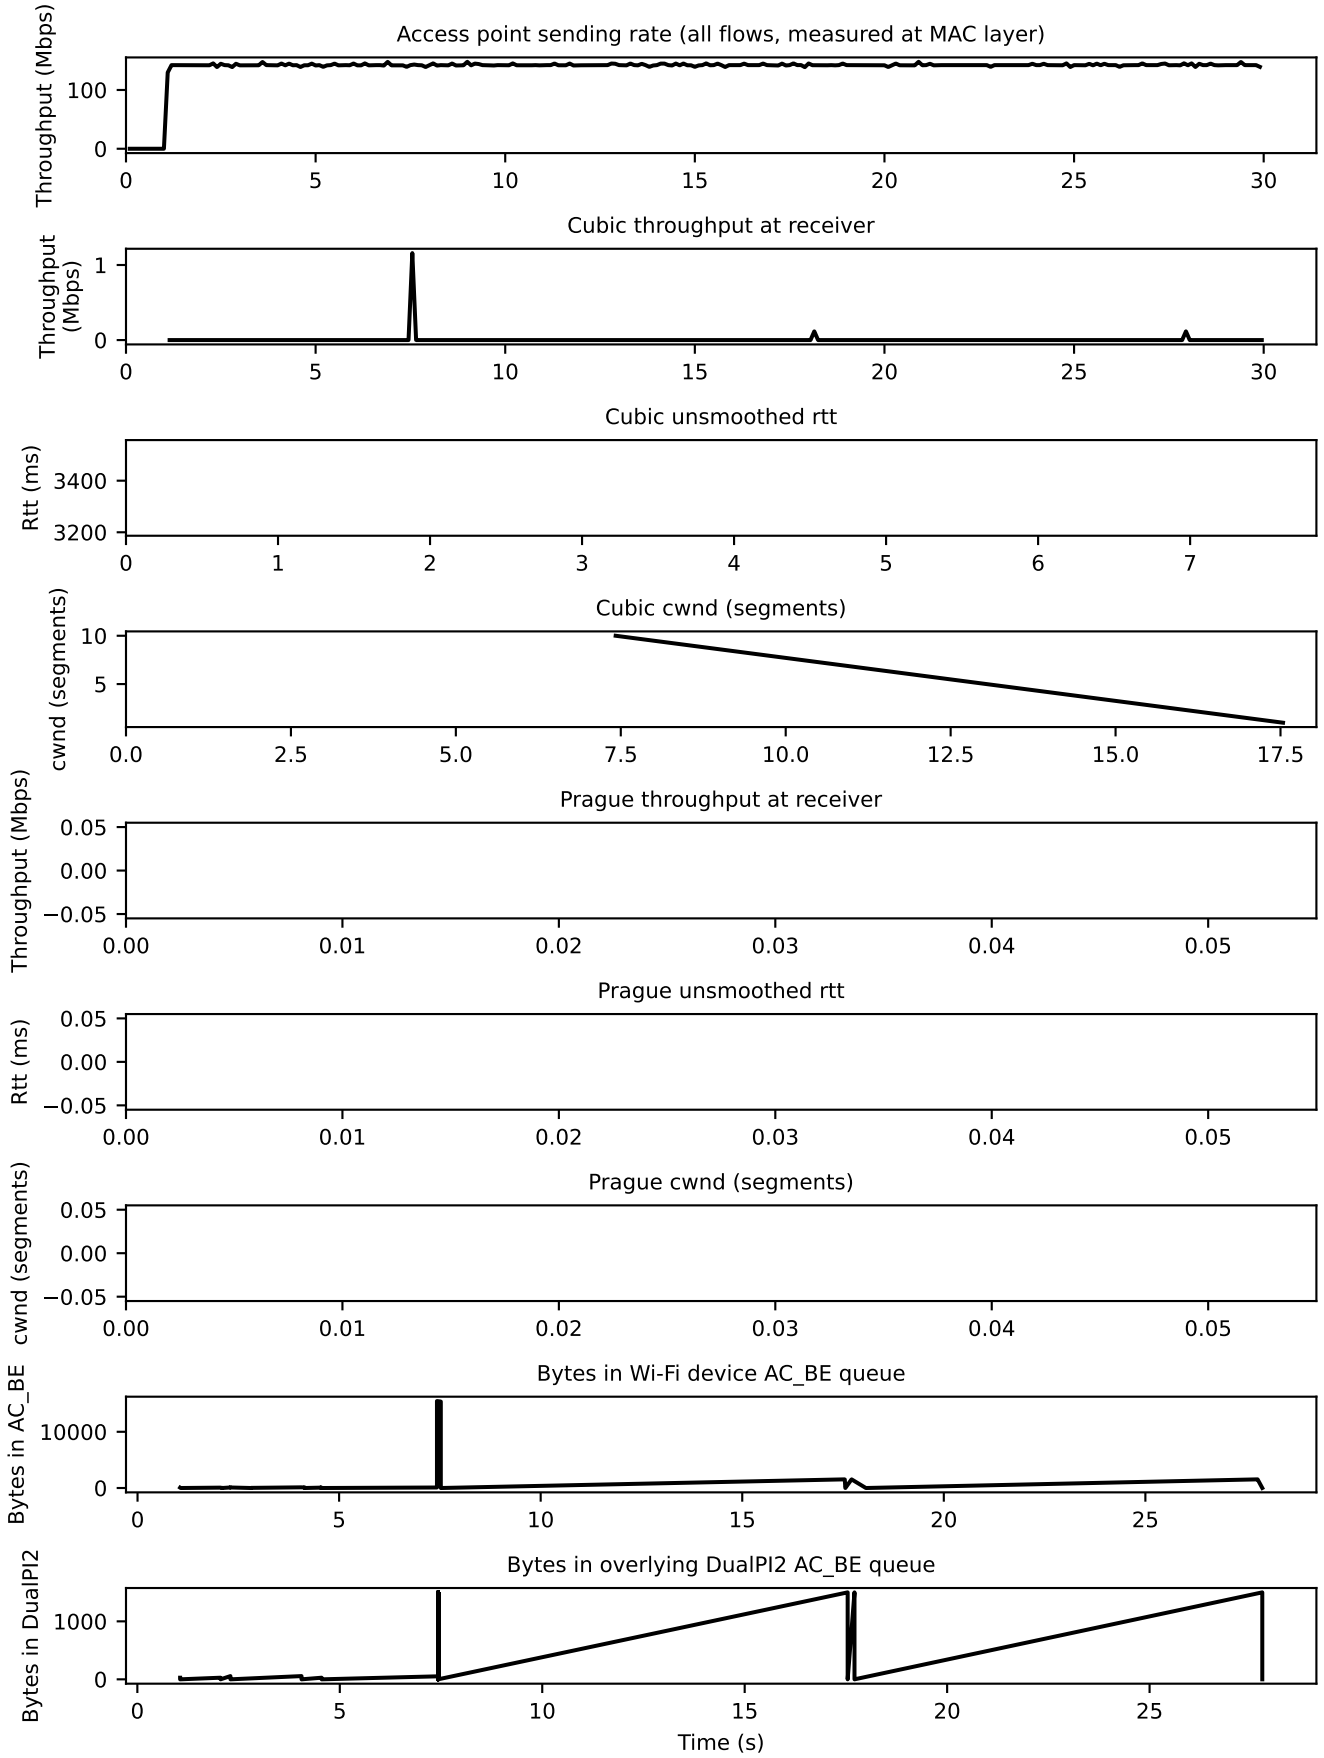 Access point sending rate (all flows, measured at MAC layer)
Throughput (Mbps)
100
0
0 5 10 15 20 25 30
Cubic throughput at receiver
Throughput
(Mbps)
1
0
0 5 10 15 20 25 30
Cubic unsmoothed rtt
Rtt (ms)
3400
3200
0 1 2 3 4 5 6 7
Cubic cwnd (segments)
cwnd (segments)
10
5
0.0 2.5 5.0 7.5 10.0 12.5 15.0 17.5
Prague throughput at receiver
Throughput (Mbps)
0.05
0.00
−0.05
0.00 0.01 0.02 0.03 0.04 0.05
Prague unsmoothed rtt
Rtt (ms)
0.05
0.00
−0.05
0.00 0.01 0.02 0.03 0.04 0.05
Prague cwnd (segments)
cwnd (segments)
0.05
0.00
−0.05
0.00 0.01 0.02 0.03 0.04 0.05
Bytes in Wi-Fi device AC_BE queue
Bytes in AC_BE
10000
0
0 5 10 15 20 25
Bytes in overlying DualPI2 AC_BE queue
Bytes in DualPI2
1000
0
0 5 10 15 20 25
Time (s)